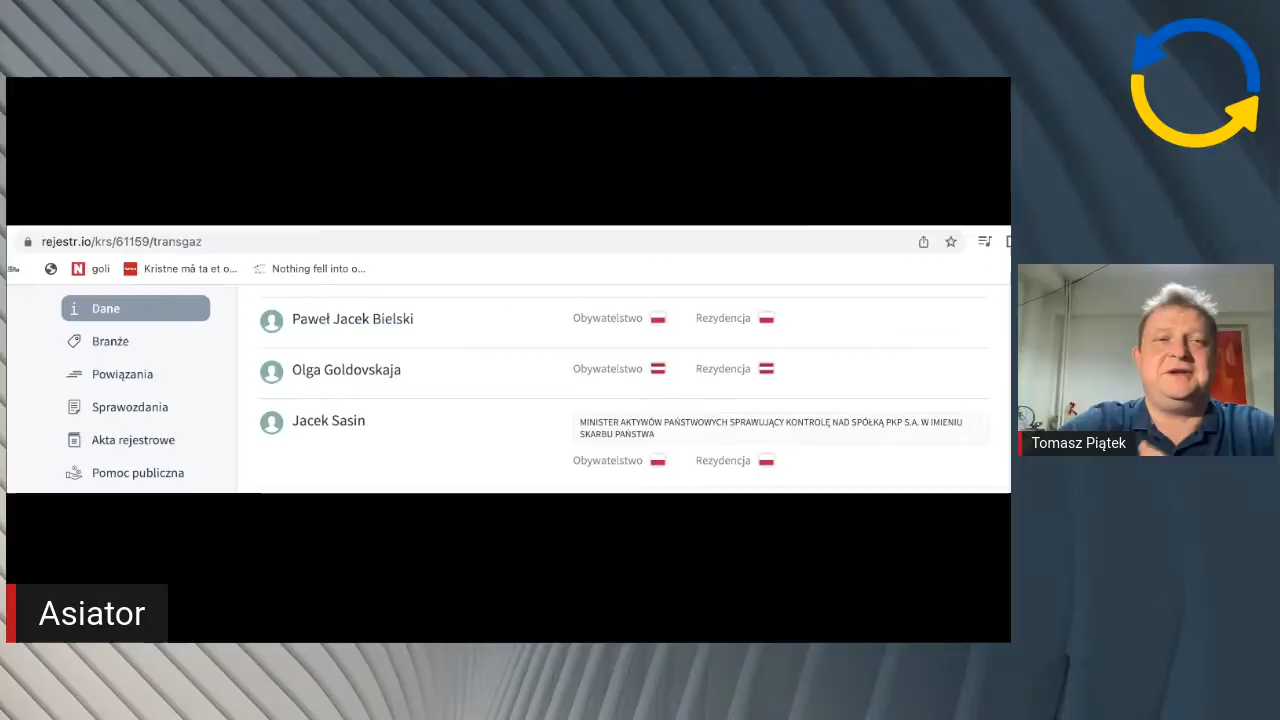 rejestr.io/krs/61159/transgaz
goli
Kristne må ta et o...
Nothing fell into o...
Dane
Branże
Powiązania
Sprawozdania
Akta rejestrowe
Pomoc publiczna
Paweł Jacek Bielski
Obywatelstwo
Rezydencja
Olga Goldovskaja
Obywatelstwo
Rezydencja
Jacek Sasin
MINISTER AKTYWÓW PAŃSTWOWYCH SPRAWUJĄCY KONTROLĘ NAD SPÓŁKĄ PKP S.A. W IMIENIU
SKARBU PAŃSTWA
Obywatelstwo
Rezydencja
Tomasz Piątek
Asiator